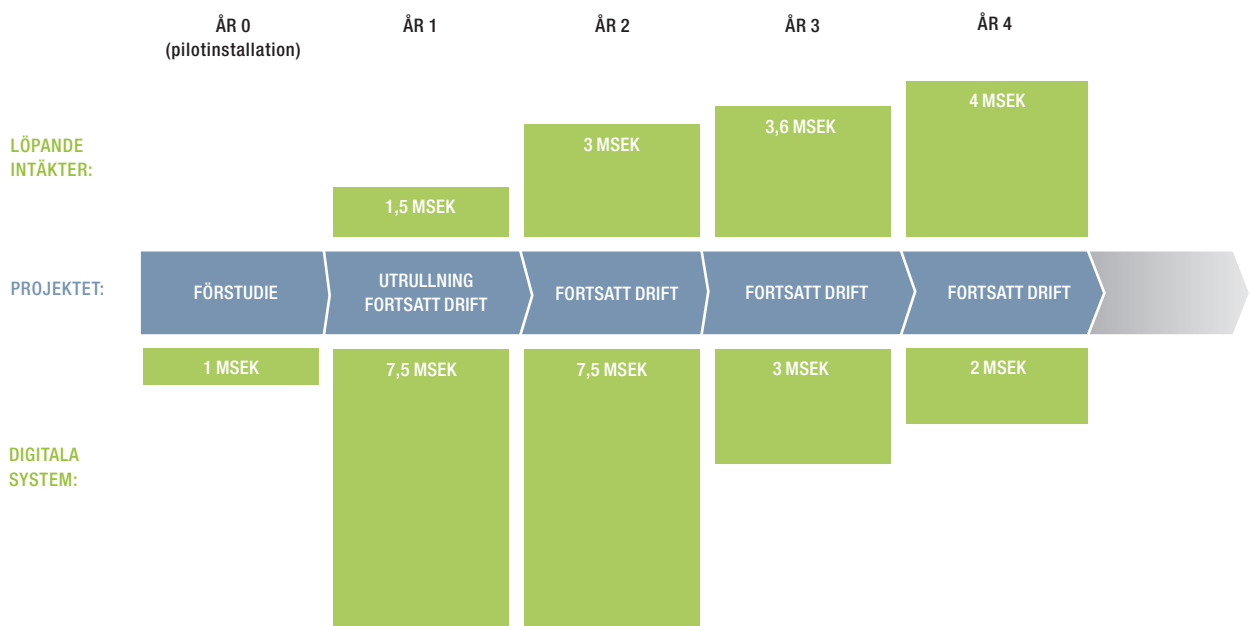 ÅR 0
(pilotinstallation)
ÅR 1
ÅR 2
ÅR 3
ÅR 4
LÖPANDE
INTÄKTER:
1,5 MSEK
3 MSEK
3,6 MSEK
4 MSEK
PROJEKTET:
FÖRSTUDIE
UTRULLNING
FORTSATT DRIFT
FORTSATT DRIFT
FORTSATT DRIFT
FORTSATT DRIFT
DIGITALA
SYSTEM:
1 MSEK
7,5 MSEK
7,5 MSEK
3 MSEK
2 MSEK